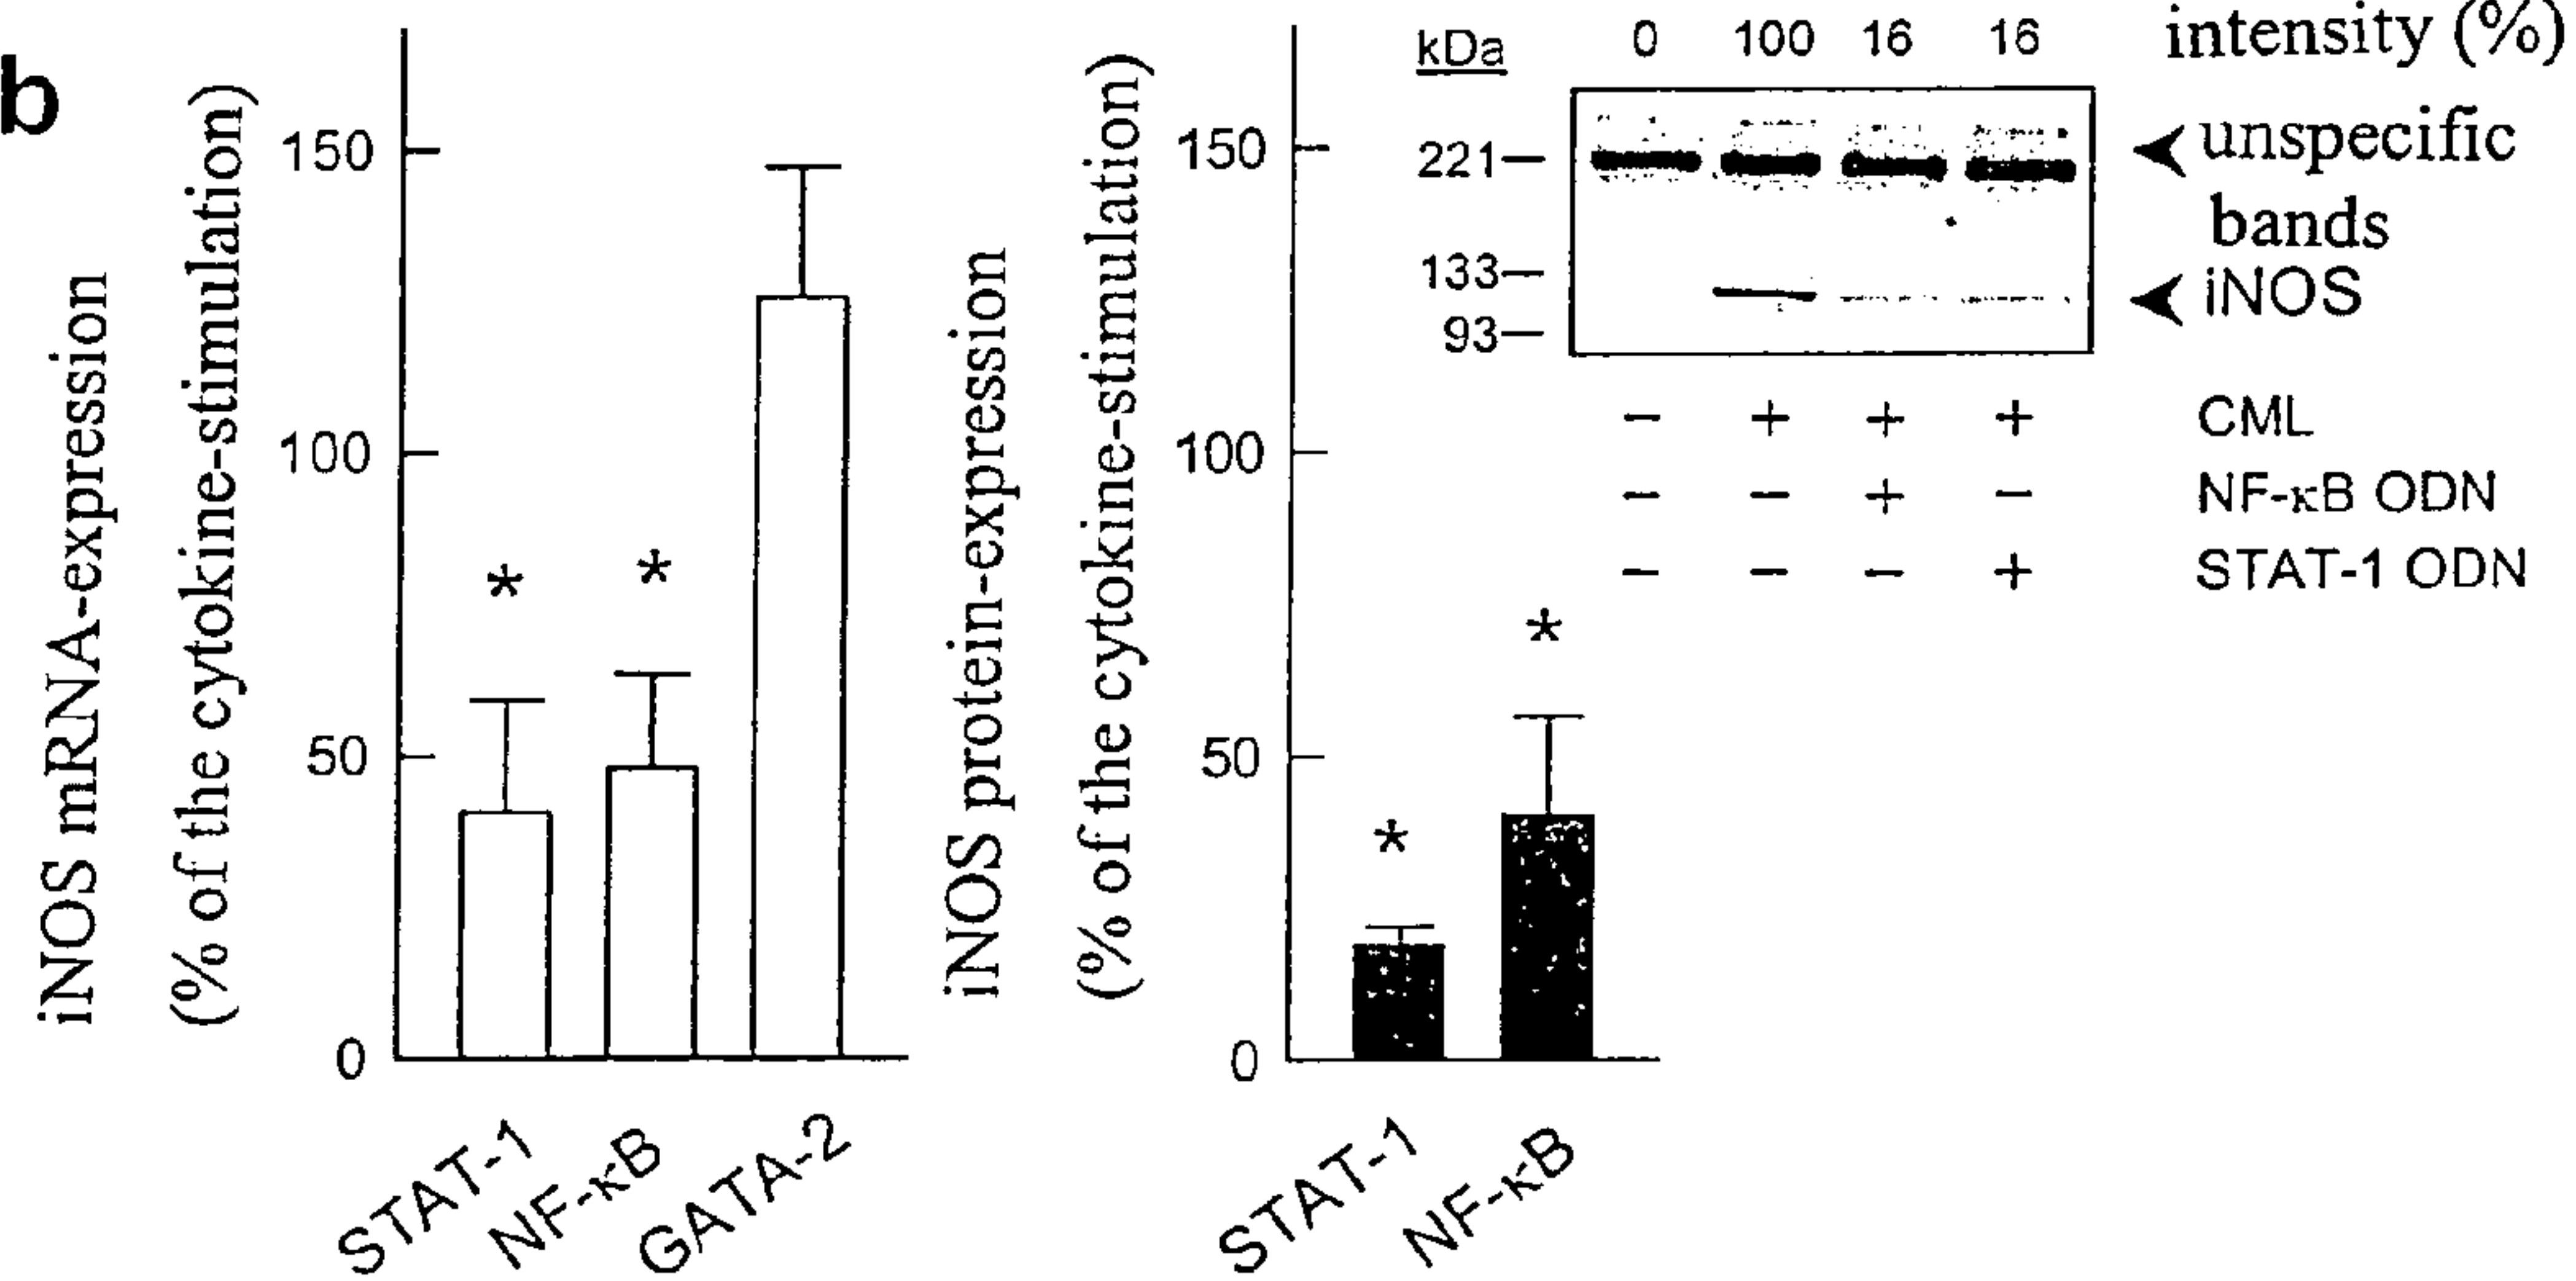 b
iNOS mRNA-expression
(% of the cytokine-stimulation)
150
100
50
0
STAT-1
NF-κB
GATA-2
iNOS protein-expression
(% of the cytokine-stimulation)
150
100
50
0
*
*
*
*
STAT-1
NF-κB
kDa 0 100 16 16 intensity (%)
221 unspecific
bands
133
iNOS
93
- + + + CML
- - + - NF-κB ODN
- - - + STAT-1 ODN